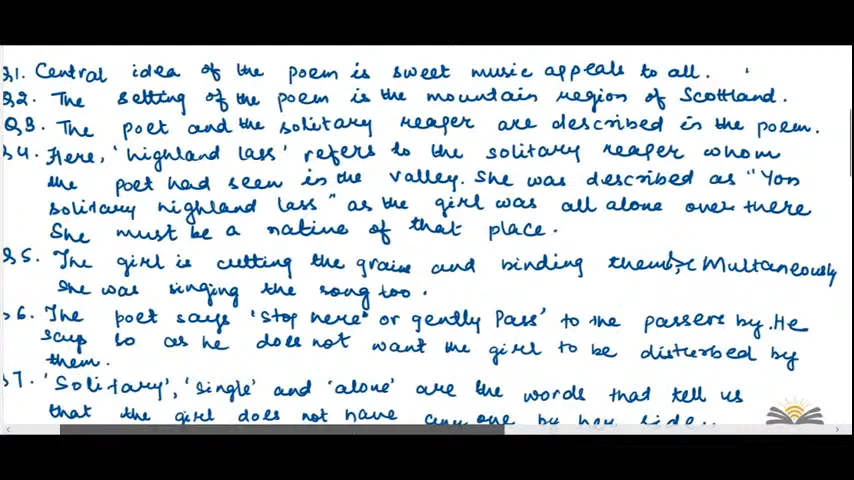 Q1. Central idea of the poem is sweet music appeals to all.
Q2. The setting of the poem is the mountain region of Scottland.
Q3. The poet and the solitary reaper are described in the poem.
Q4. Here, 'highland lass' refers to the solitary reaper whom
the poet had seen in the valley. She was described as "Yon
solitary highland lass" as the girl was all alone over there
She must be a native of that place.
Q5. The girl is cutting the grain and binding them. Simultaneously
she was singing the song too.
Q6. The poet says 'Stop here' or gently Pass' to the passers by. He
says so as he does not want the girl to be disturbed by
them.
Q7. 'Solitary', 'single' and 'alone' are the words that tell us
that the girl does not have any one by her side.